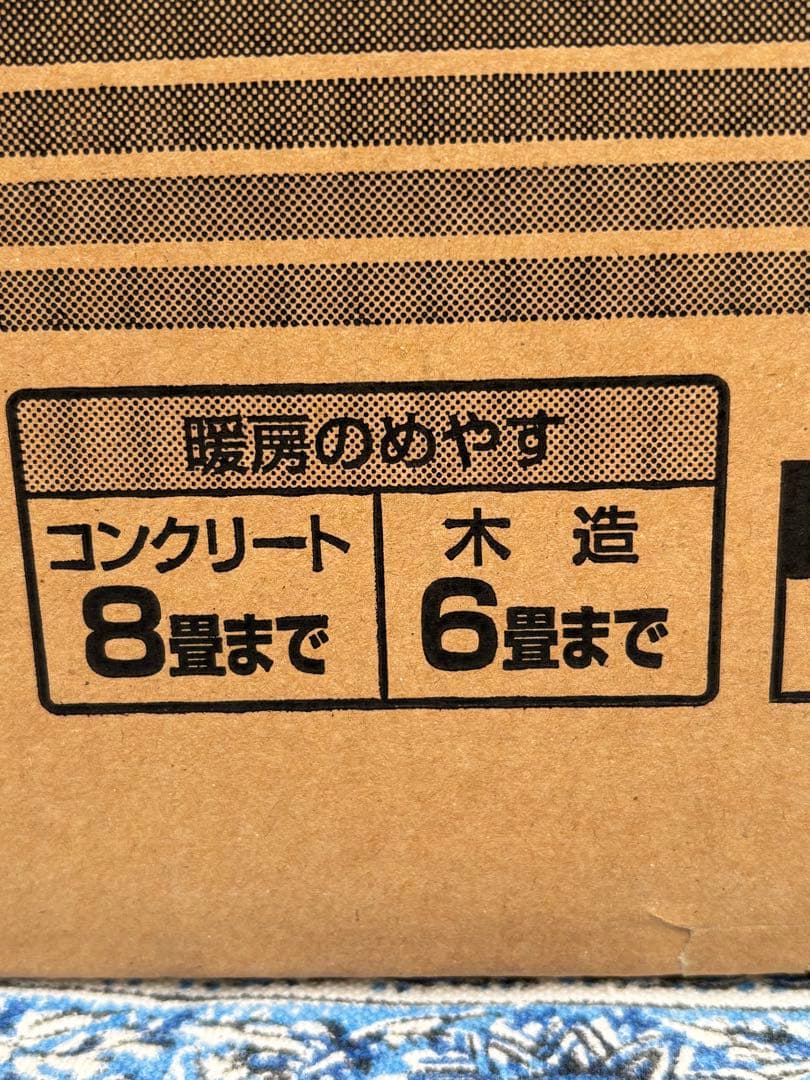 暖房のめやす
コンクリート
8畳まで
木 造
6畳まで